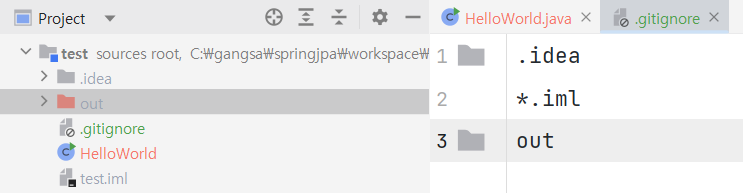 Project
HelloWorld.java
.gitignore
test sources root, C:₩gangsa₩springjpa₩workspace₩
.idea
out
.gitignore
HelloWorld
test.iml
1 .idea
2 *.iml
3 out